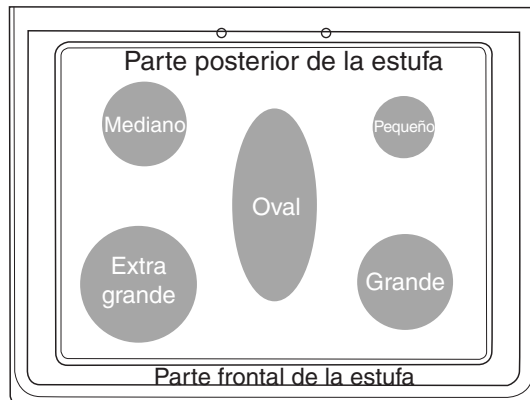 Parte posterior de la estufa
Mediano
Pequeño
Oval
Extra
grande
Grande
Parte frontal de la estufa